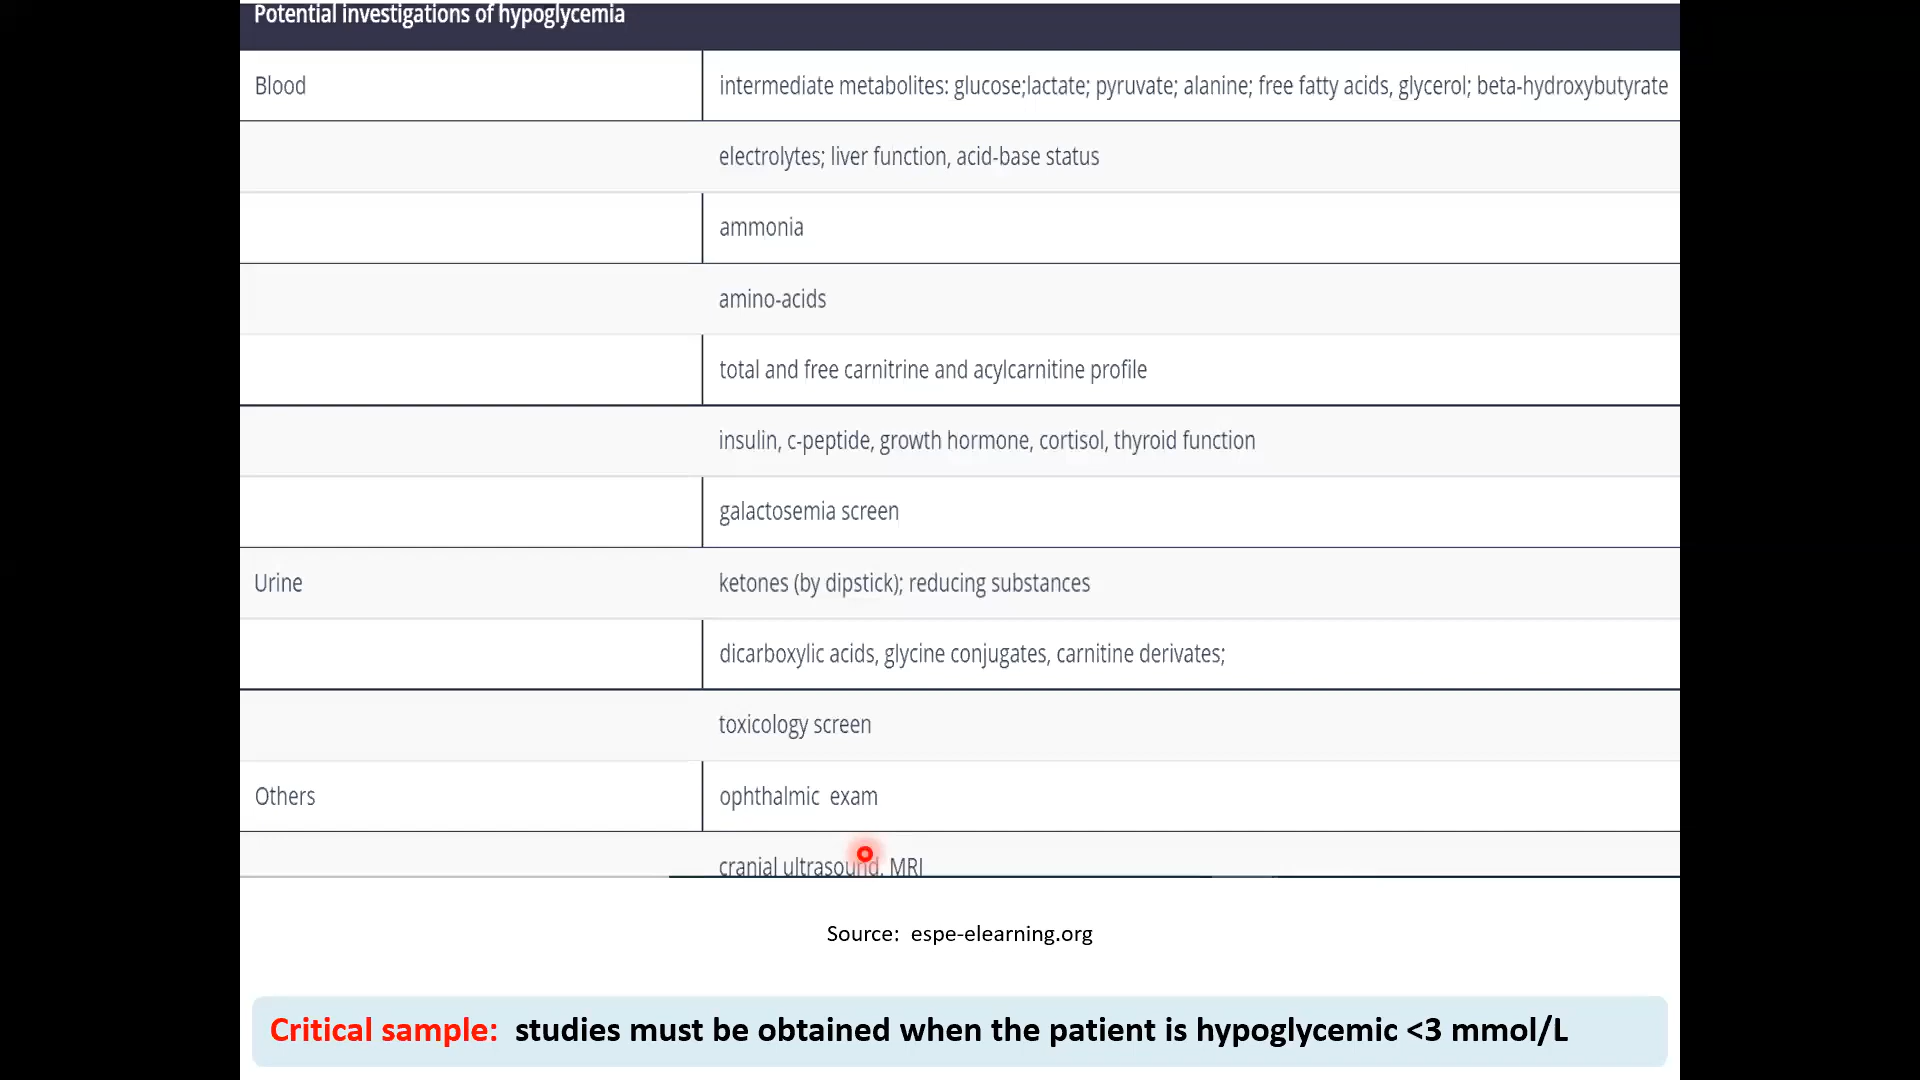 Potential investigations of hypoglycemia
Blood
intermediate metabolites: glucose;lactate; pyruvate; alanine; free fatty acids, glycerol; beta-hydroxybutyrate
electrolytes; liver function, acid-base status
ammonia
amino-acids
total and free carnitrine and acylcarnitine profile
insulin, c-peptide, growth hormone, cortisol, thyroid function
galactosemia screen
Urine
ketones (by dipstick); reducing substances
dicarboxylic acids, glycine conjugates, carnitine derivates;
toxicology screen
Others
ophthalmic exam
cranial ultrasound. MRI
Source: espe-elearning.org
Critical sample: studies must be obtained when the patient is hypoglycemic <3 mmol/L